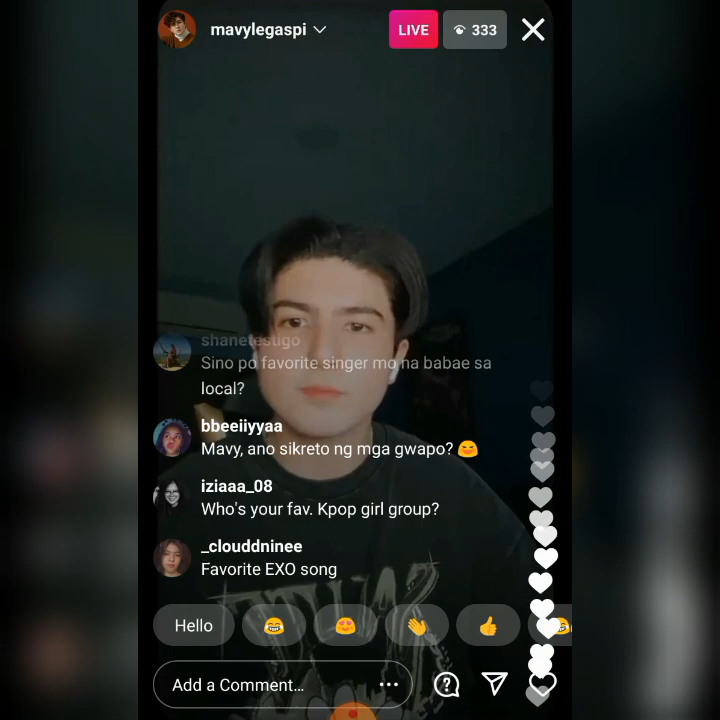 mavylegaspi
LIVE
333
shanetestigo
Sino po favorite singer mo na babae sa
local?
bbeeiiyyaa
Mavy, ano sikreto ng mga gwapo? 😆
iziaaa_08
Who's your fav. Kpop girl group?
_clouddninee
Favorite EXO song
Hello
Add a Comment...